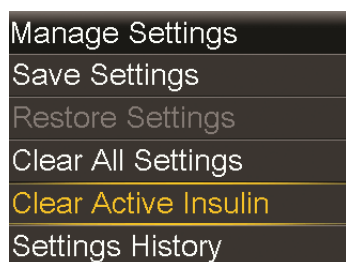 Manage Settings
Save Settings
Restore Settings
Clear All Settings
Clear Active Insulin
Settings History